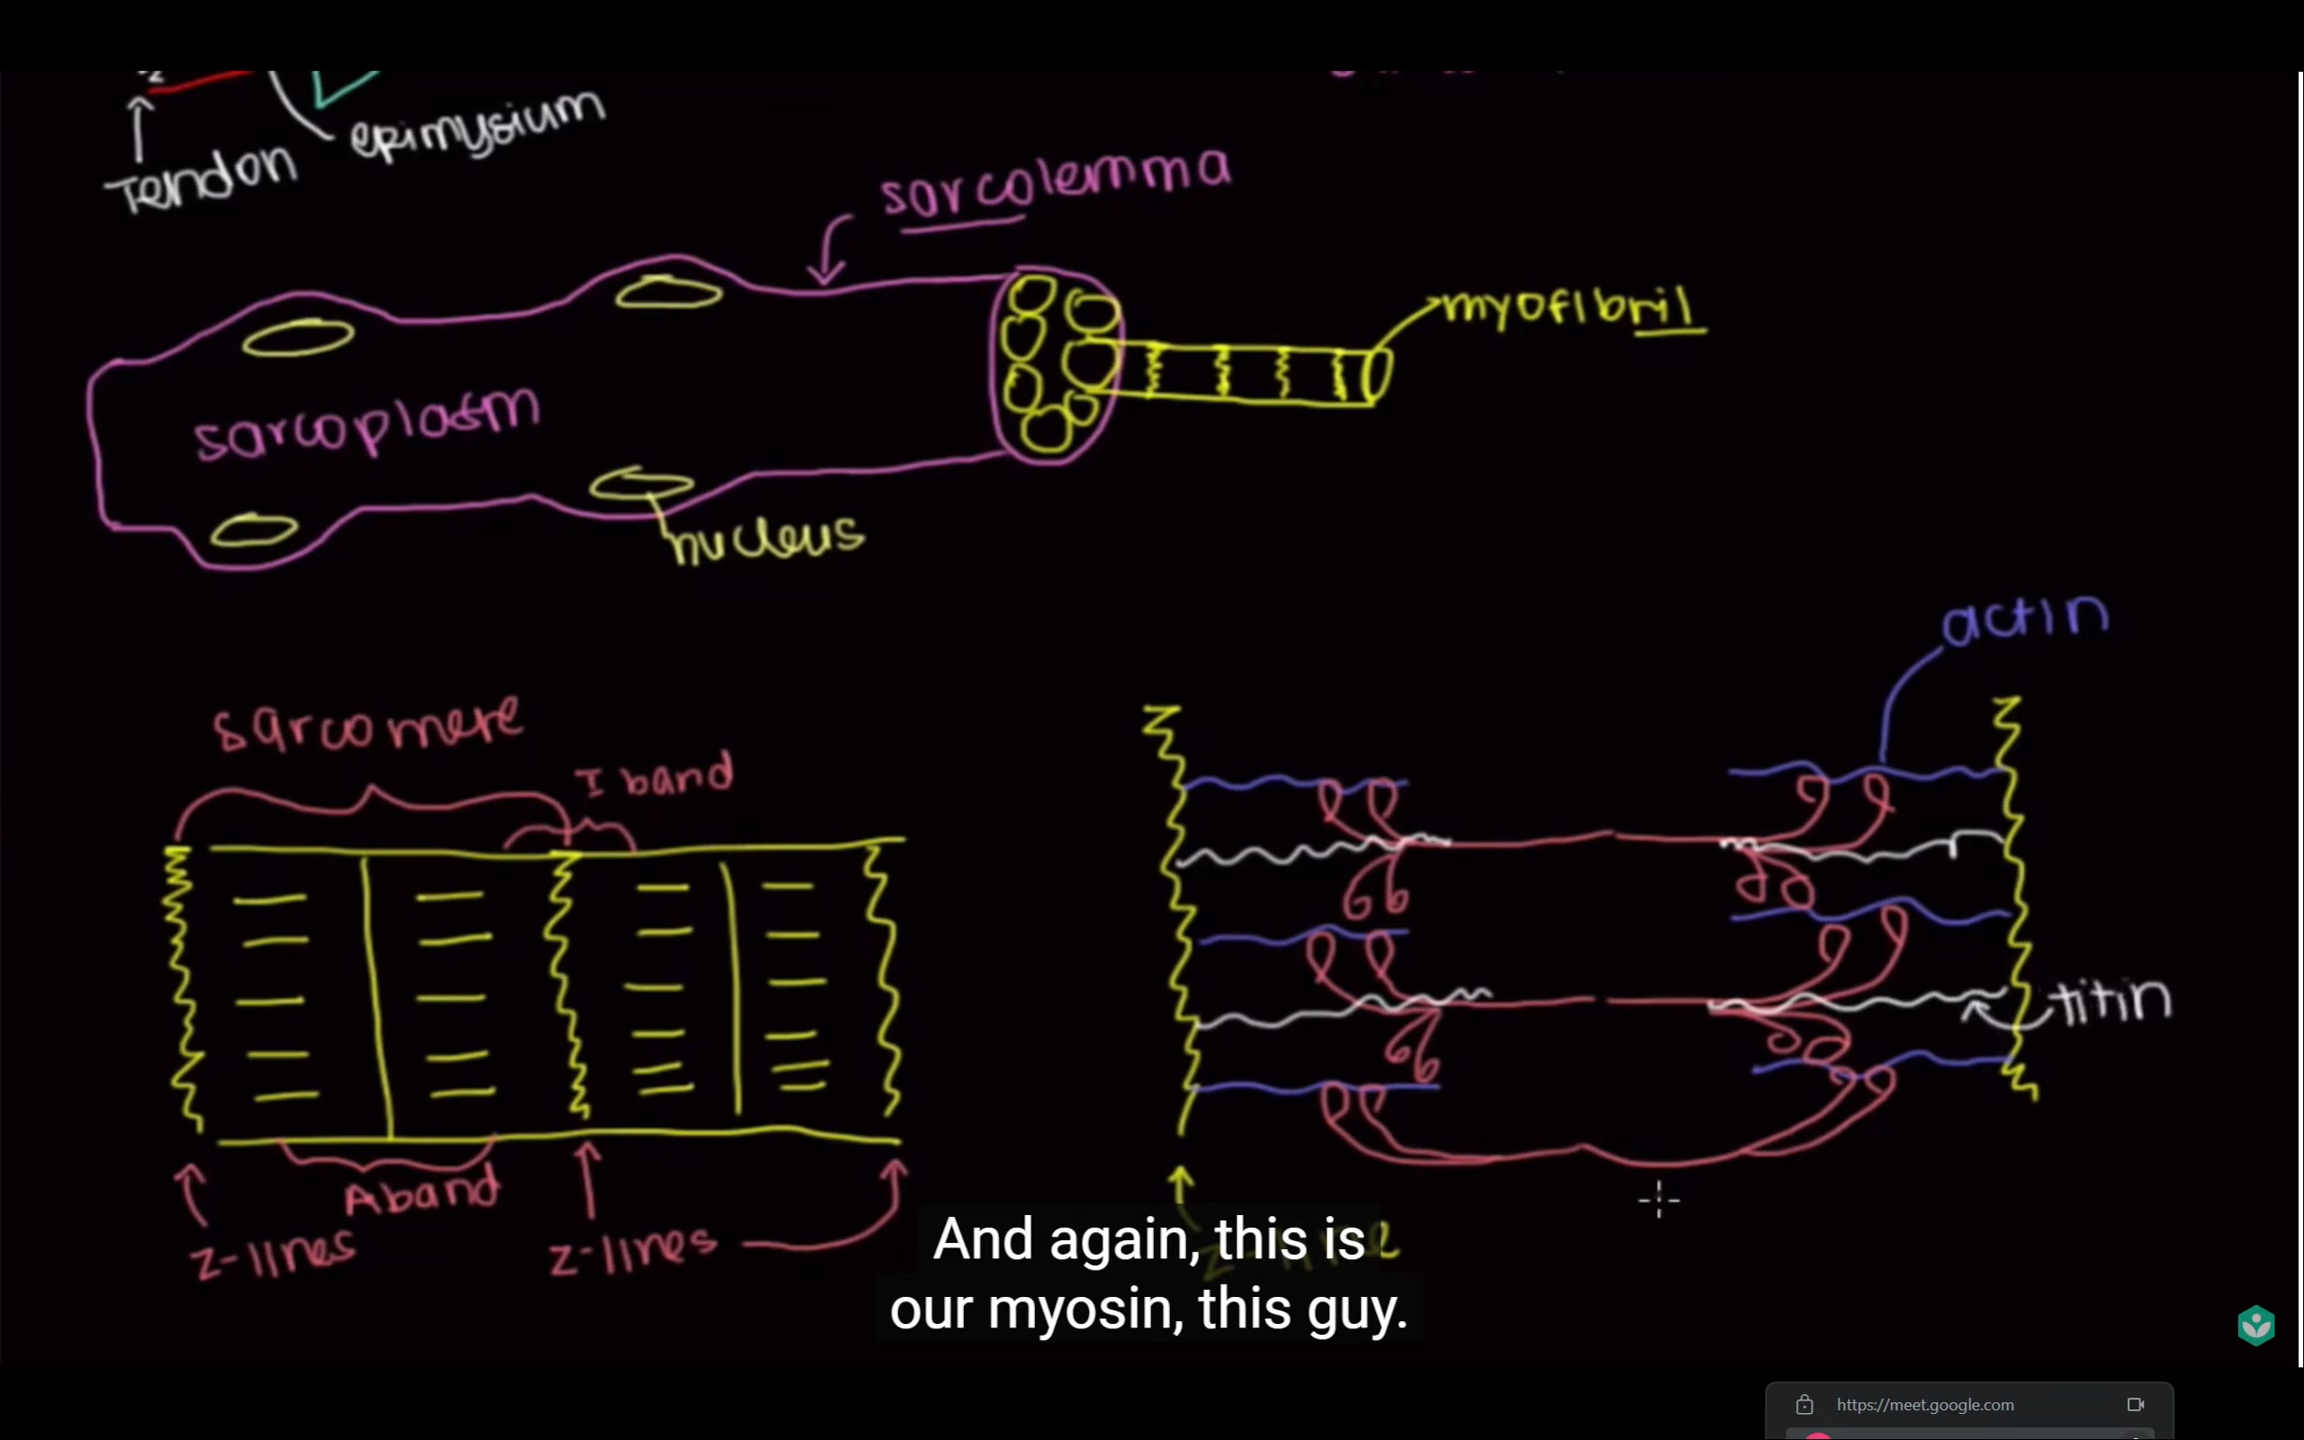 Tendon
epimysium
sarcolemma
myofibril
sarcoplasm
nucleus
actin
sarcomere
I band
titin
A band
z-lines
z-lines
And again, this is
our myosin, this guy.
https://meet.google.com